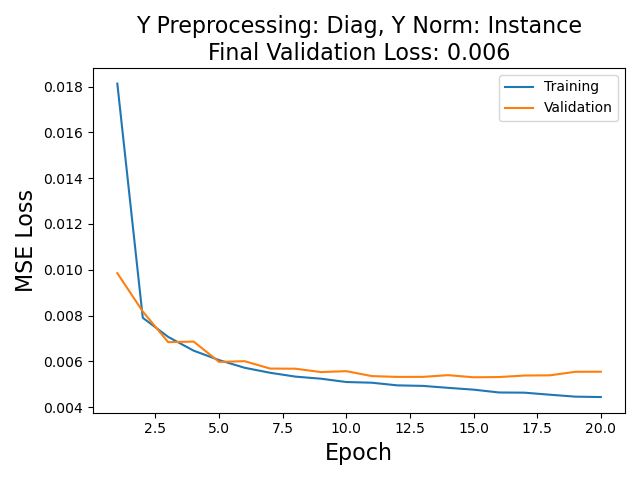 Y Preprocessing: Diag, Y Norm: Instance
Final Validation Loss: 0.006
Training
Validation
MSE Loss
0.018
0.016
0.014
0.012
0.010
0.008
0.006
0.004
2.5 5.0 7.5 10.0 12.5 15.0 17.5 20.0
Epoch